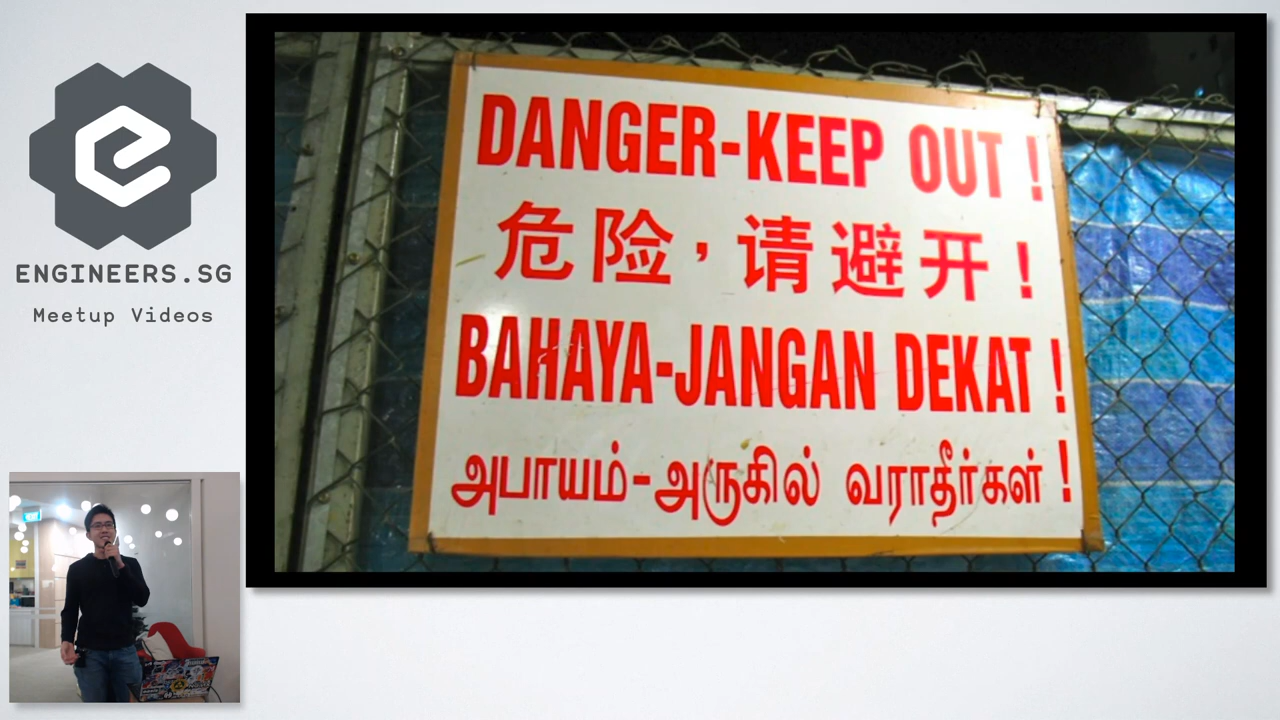 ENGINEERS.SG
Meetup Videos
DANGER-KEEP OUT !
危险，请避开！
BAHAYA-JANGAN DEKAT !
அபாயம்-அருகில் வராதீர்கள் !